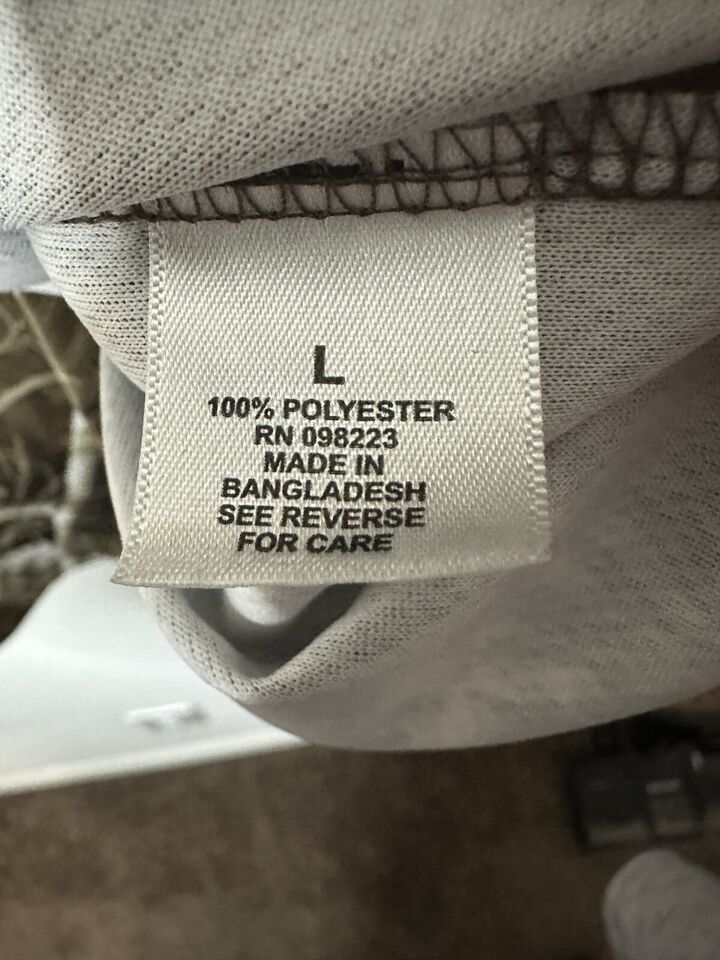 L
100% POLYESTER
RN 098223
MADE IN
BANGLADESH
SEE REVERSE
FOR CARE